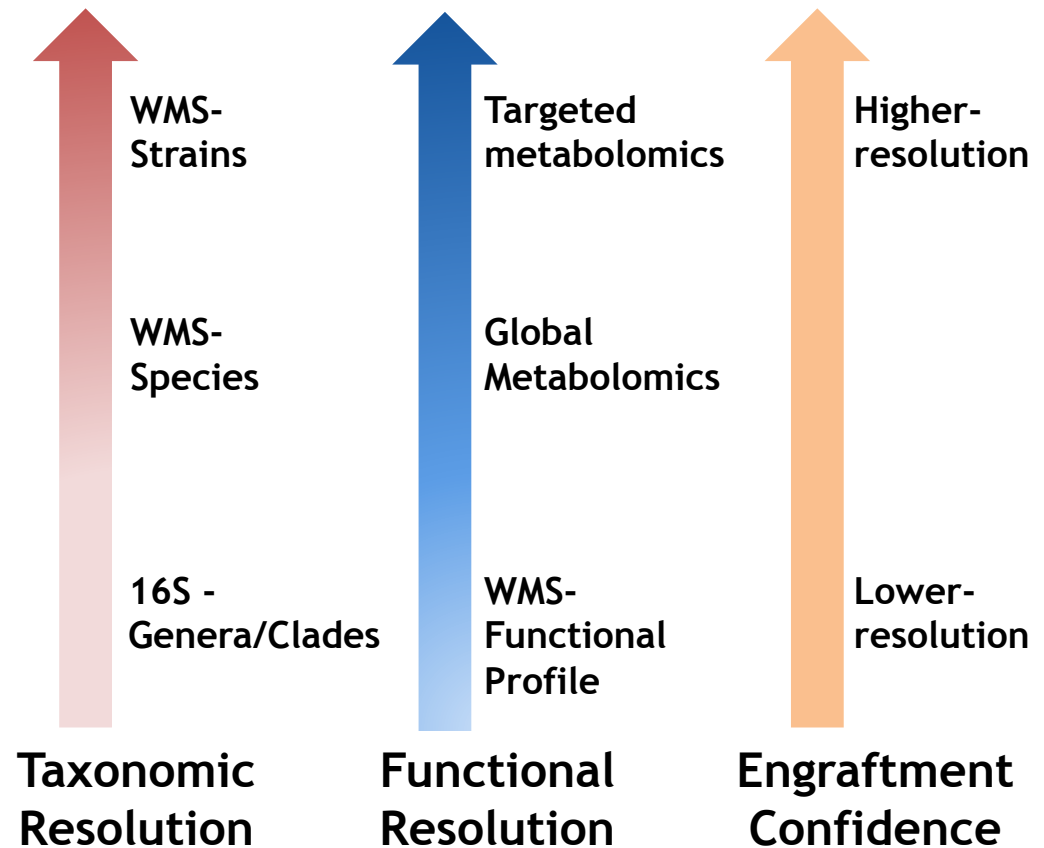 WMS-
Strains
Targeted
metabolomics
Higher-
resolution
WMS-
Species
Global
Metabolomics
16S -
Genera/Clades
WMS-
Functional
Profile
Lower-
resolution
Taxonomic
Resolution
Functional
Resolution
Engraftment
Confidence